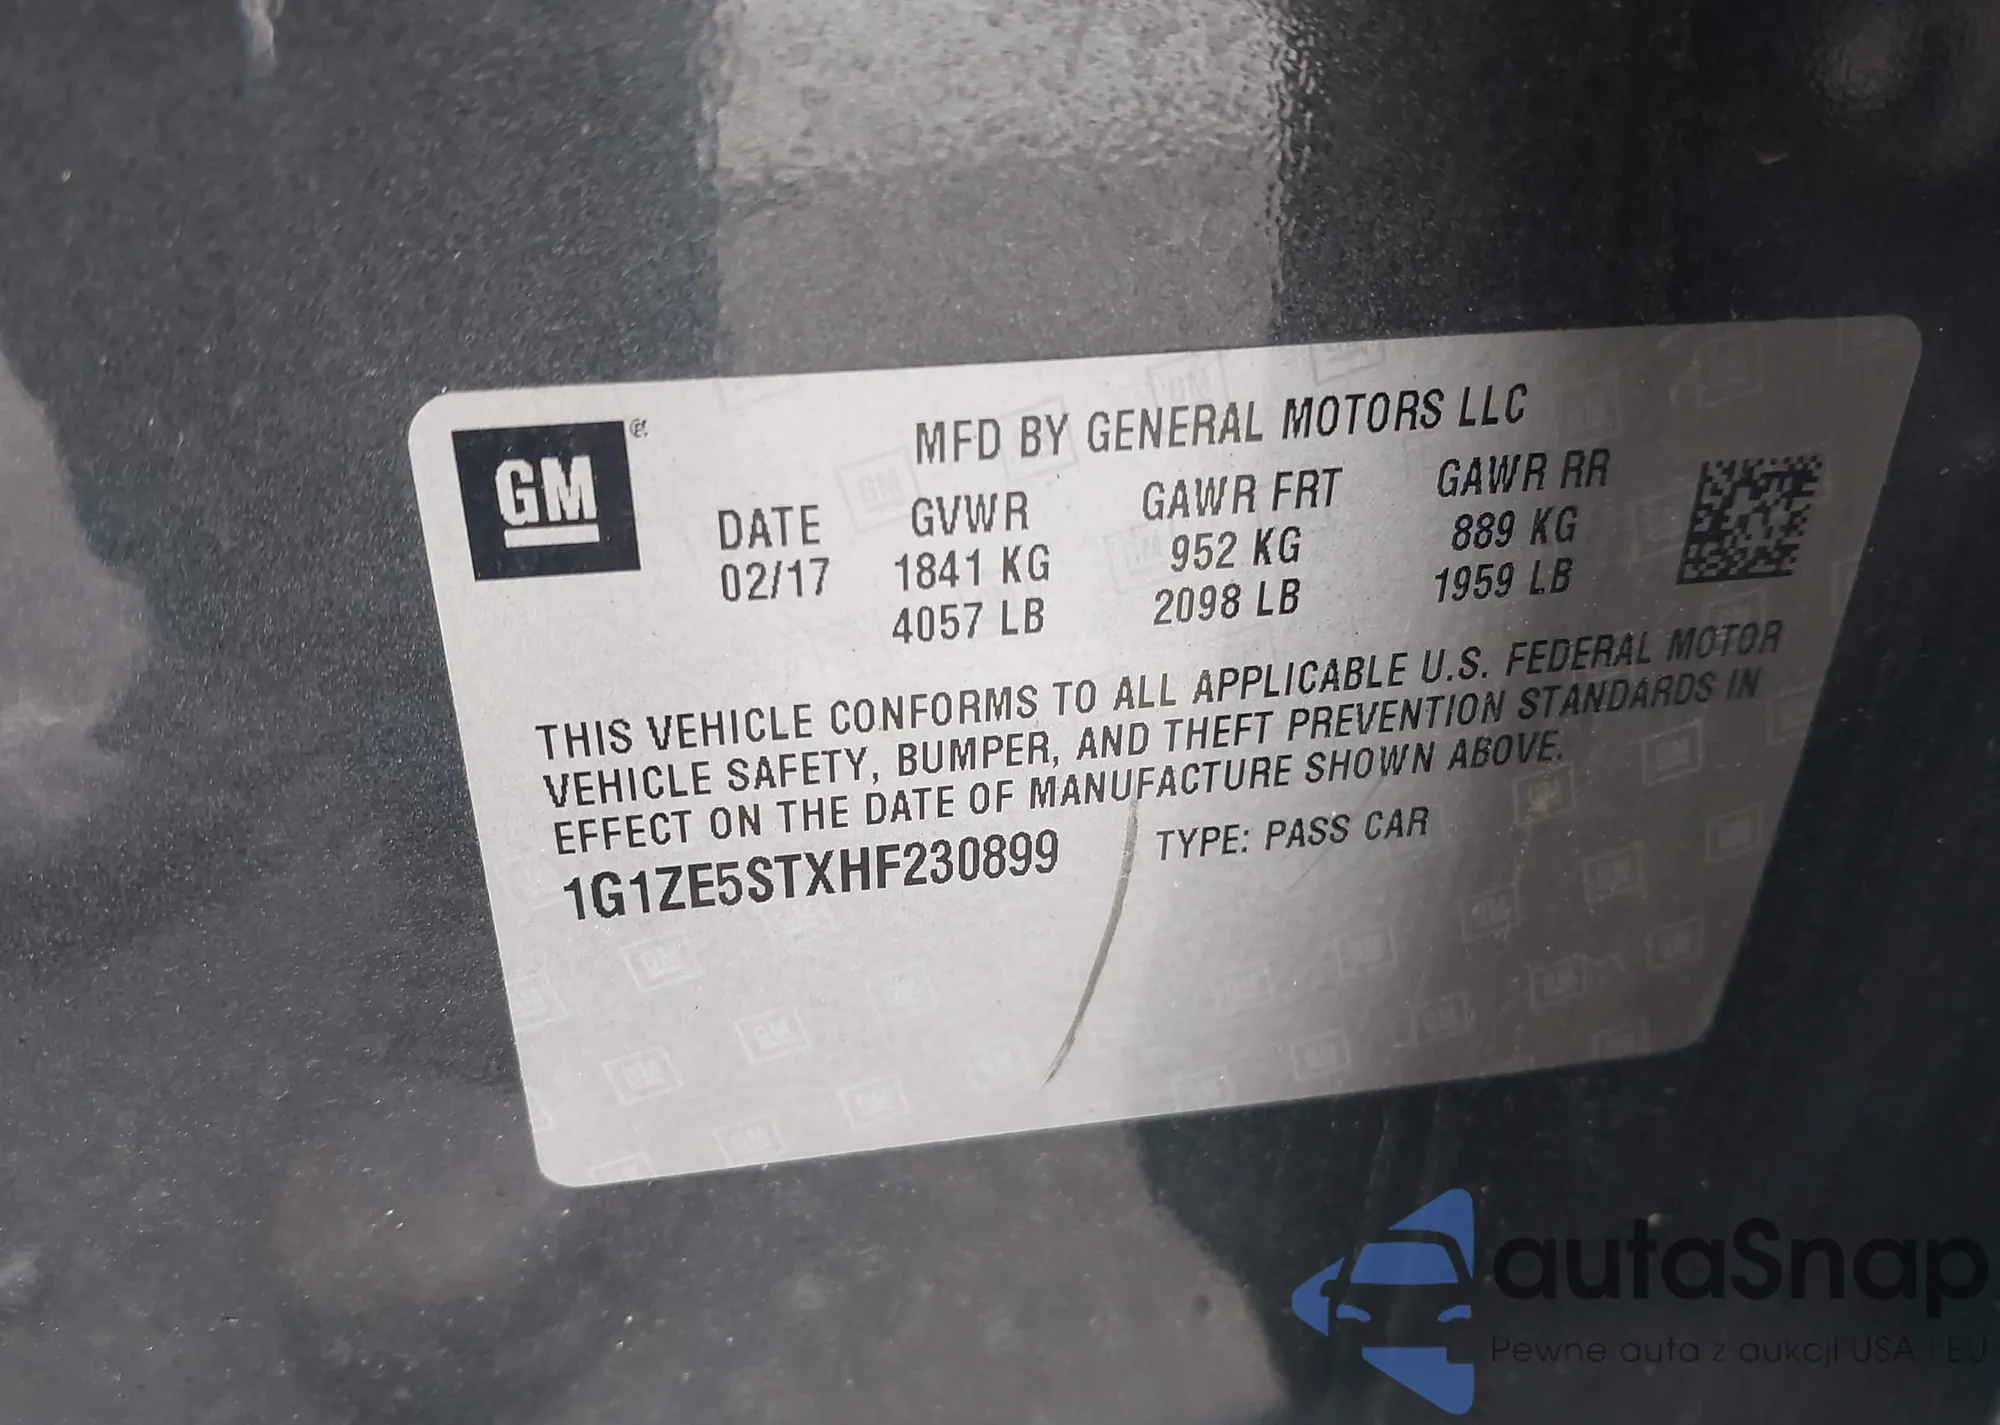 GM
MFD BY GENERAL MOTORS LLC
DATE GVWR GAWR FRT GAWR RR
02/17 1841 KG 952 KG 889 KG
4057 LB 2098 LB 1959 LB
THIS VEHICLE CONFORMS TO ALL APPLICABLE U.S. FEDERAL MOTOR
VEHICLE SAFETY, BUMPER, AND THEFT PREVENTION STANDARDS IN
EFFECT ON THE DATE OF MANUFACTURE SHOWN ABOVE.
1G1ZE5STXHF230899 TYPE: PASS CAR
autaSnap
Pewne auta z aukcji USA i EU